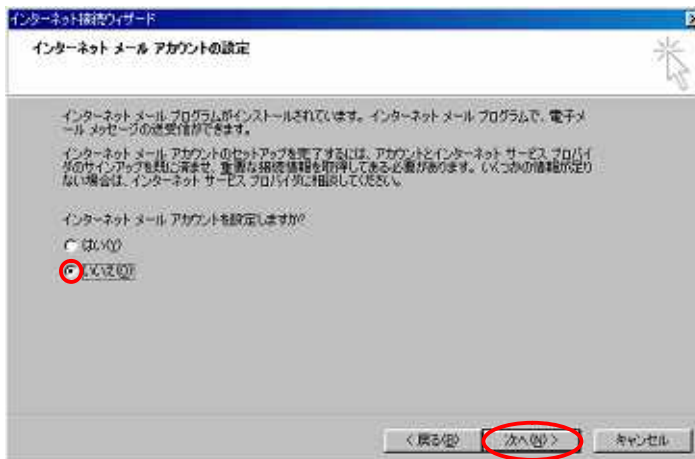 インターネット接続ウィザード
インターネット メール アカウントの設定
インターネット メール プログラムがインストールされています。インターネット メール プログラムで、電子メ
ール メッセージの送受信ができます。
インターネット メール アカウントのセットアップを完了するには、アカウントとインターネット サービス プロバイ
ダのサインアップを既に済ませ、重要な接続情報を取得してある必要があります。いくつかの情報が足り
ない場合は、インターネット サービス プロバイダに相談してください。
インターネット メール アカウントを設定しますか?
はい(Y)
いいえ(O)
< 戻る(B)
次へ(N) >
キャンセル